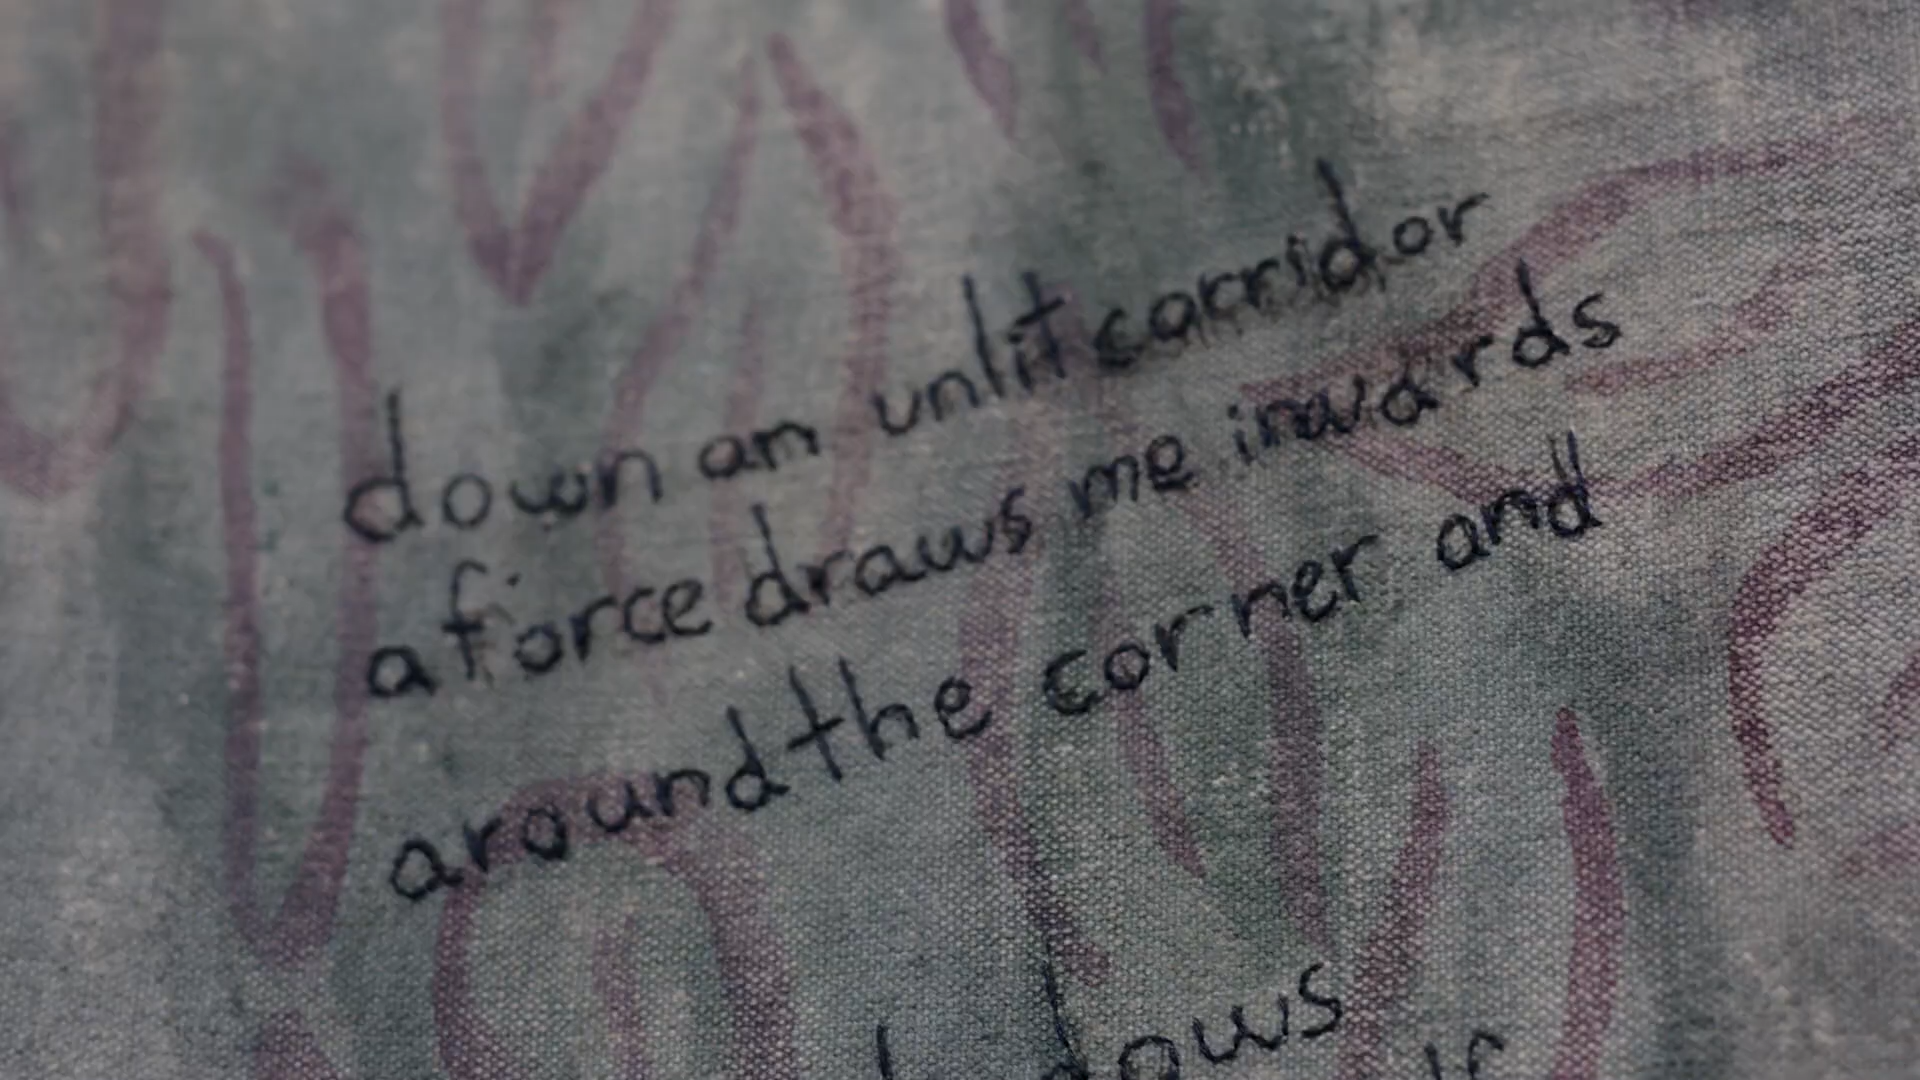 down an unlit corridor
a force draws me inwards
around the corner and